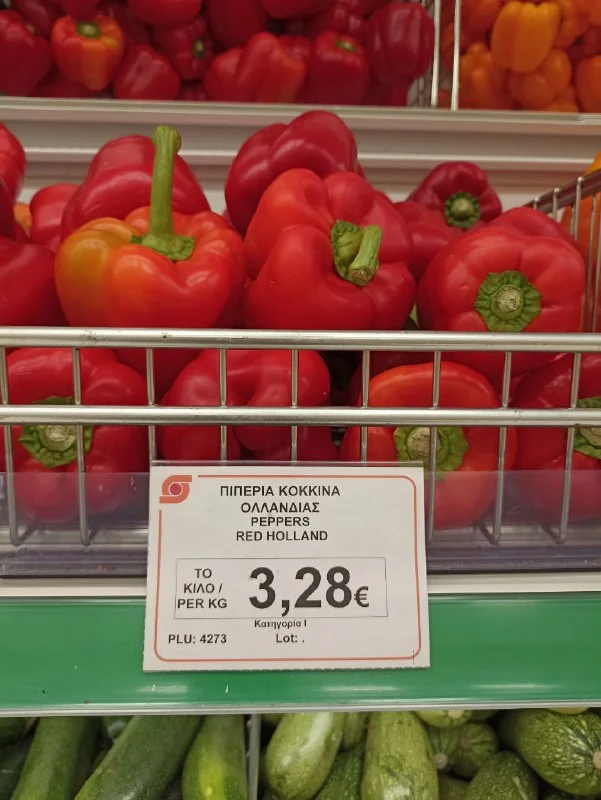 ΠΙΠΕΡΙΑ ΚΟΚΚΙΝΑ
ΟΛΛΑΝΔΙΑΣ
PEPPERS
RED HOLLAND
ΤΟ
ΚΙΛΟ /
PER KG
3,28€
Κατηγορία Ι
PLU: 4273
Lot: .